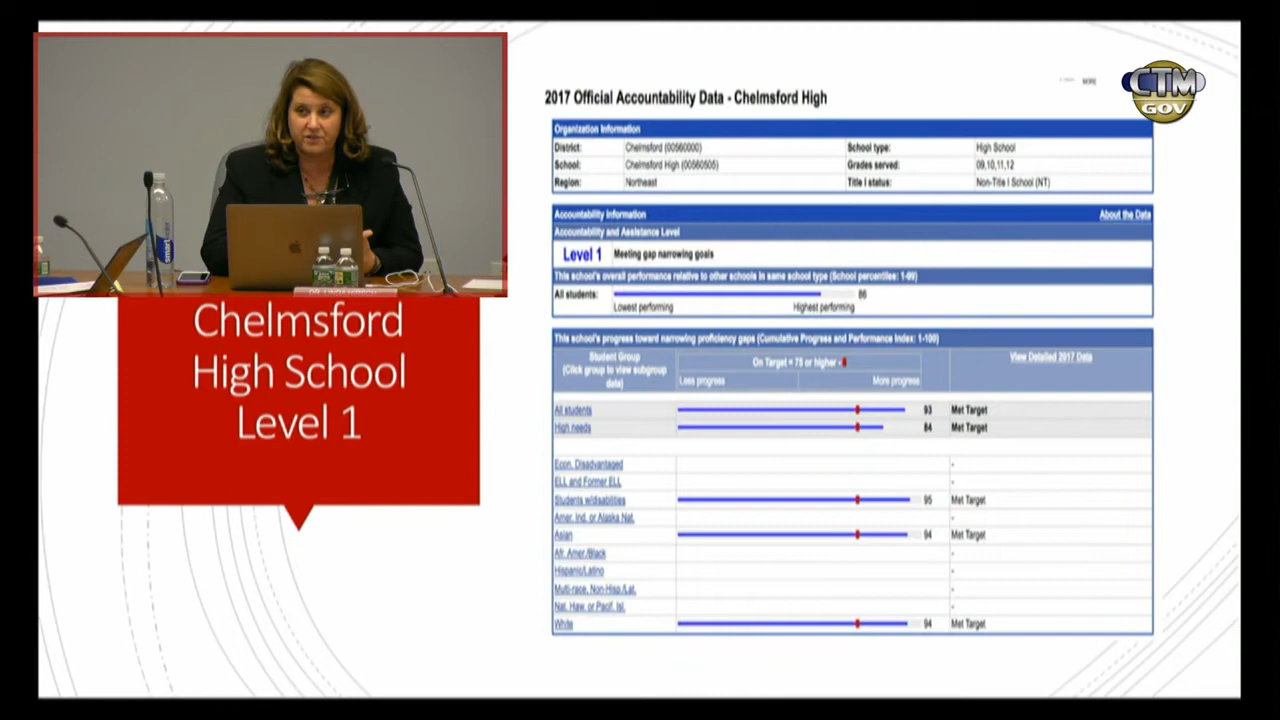 CTM
GOV
smartwater
Chelmsford
High School
Level 1
MORE
2017 Official Accountability Data - Chelmsford High
Organization Information
District: Chelmsford (00560000) School type: High School
School: Chelmsford High (00560505) Grades served: 09,10,11,12
Region: Northeast Title I status: Non-Title I School (NT)
Accountability Information About the Data
Accountability and Assistance Level
Level 1 Meeting gap narrowing goals
This school's overall performance relative to other schools in same school type (School percentiles: 1-99)
All students: 86
Lowest performing Highest performing
This school's progress toward narrowing proficiency gaps (Cumulative Progress and Performance Index: 1-100)
Student Group
(Click group to view subgroup
data)
On Target = 75 or higher -
Less progress More progress
View Detailed 2017 Data
All students 93 Met Target
High needs 84 Met Target
Econ. Disadvantaged -
ELL and Former ELL -
Students w/disabilities 95 Met Target
Amer. Ind. or Alaska Nat. -
Asian 94 Met Target
Afr. Amer./Black -
Hispanic/Latino -
Multi-race, Non-Hisp./Lat. -
Nat. Haw. or Pacif. Isl. -
White 94 Met Target